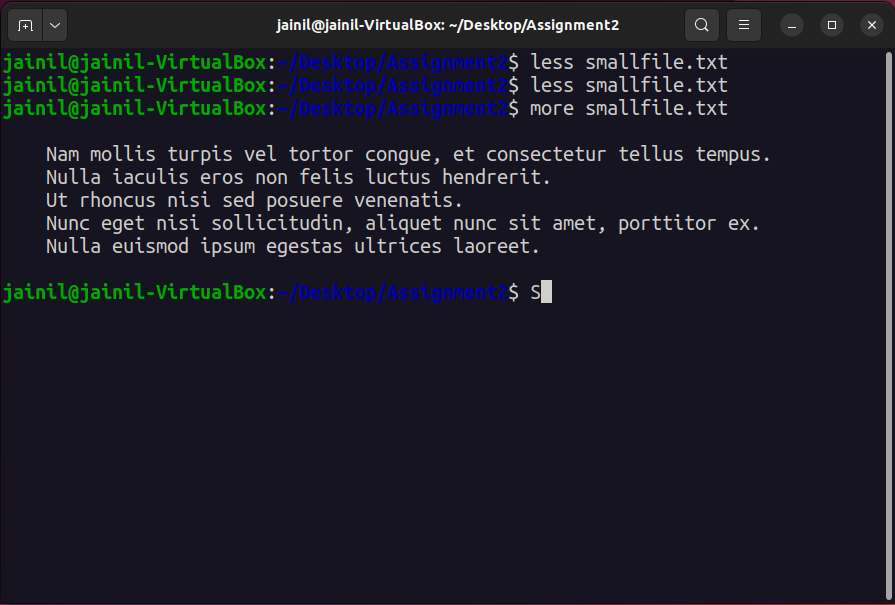 jainil@jainil-VirtualBox: ~/Desktop/Assignment2
jainil@jainil-VirtualBox:~/Desktop/Assignment2$ less smallfile.txt
jainil@jainil-VirtualBox:~/Desktop/Assignment2$ less smallfile.txt
jainil@jainil-VirtualBox:~/Desktop/Assignment2$ more smallfile.txt
Nam mollis turpis vel tortor congue, et consectetur tellus tempus.
Nulla iaculis eros non felis luctus hendrerit.
Ut rhoncus nisi sed posuere venenatis.
Nunc eget nisi sollicitudin, aliquet nunc sit amet, porttitor ex.
Nulla euismod ipsum egestas ultrices laoreet.
jainil@jainil-VirtualBox:~/Desktop/Assignment2$ S